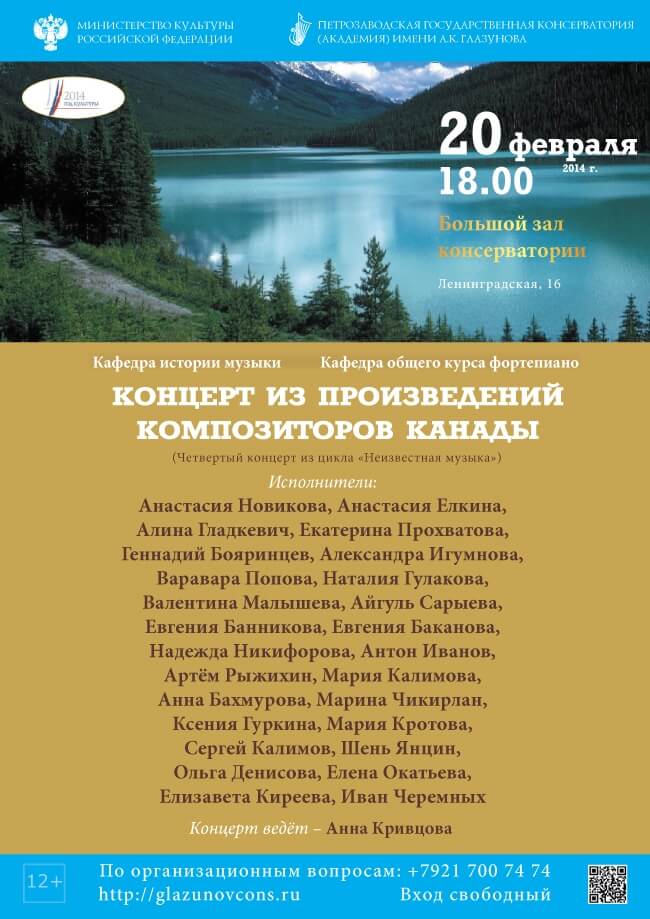 МИНИСТЕРСТВО КУЛЬТУРЫ
РОССИЙСКОЙ ФЕДЕРАЦИИ
ПЕТРОЗАВОДСКАЯ ГОСУДАРСТВЕННАЯ КОНСЕРВАТОРИЯ
(АКАДЕМИЯ) ИМЕНИ А.К. ГЛАЗУНОВА
2014
ГОД КУЛЬТУРЫ
20 февраля
2014 г.
18.00
Большой зал
консерватории
Ленинградская, 16
Кафедра истории музыки Кафедра общего курса фортепиано
КОНЦЕРТ ИЗ ПРОИЗВЕДЕНИЙ
КОМПОЗИТОРОВ КАНАДЫ
(Четвертый концерт из цикла «Неизвестная музыка»)
Исполнители:
Анастасия Новикова, Анастасия Елкина,
Алина Гладкевич, Екатерина Прохватова,
Геннадий Бояринцев, Александра Игумнова,
Варавара Попова, Наталия Гулакова,
Валентина Малышева, Айгуль Сарыева,
Евгения Банникова, Евгения Баканова,
Надежда Никифорова, Антон Иванов,
Артём Рыжихин, Мария Калимова,
Анна Бахмурова, Марина Чикирлан,
Ксения Гуркина, Мария Кротова,
Сергей Калимов, Шень Янцин,
Ольга Денисова, Елена Окатьева,
Елизавета Киреева, Иван Черемных
Концерт ведёт – Анна Кривцова
12+
По организационным вопросам: +7921 700 74 74
http://glazunovcons.ru Вход свободный